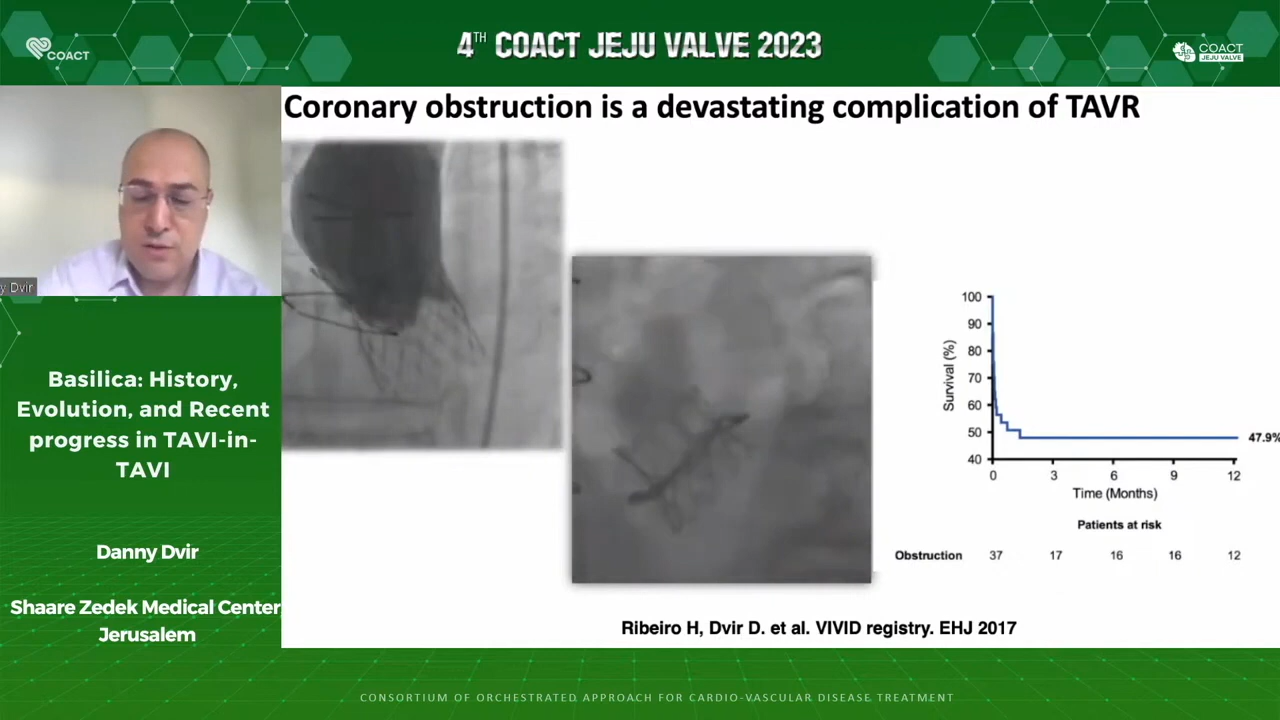 COACT
4TH COACT JEJU VALVE 2023
COACT
JEJU VALVE
y Dvir
Basilica: History,
Evolution, and Recent
progress in TAVI-in-
TAVI
Danny Dvir
Shaare Zedek Medical Center,
Jerusalem
Coronary obstruction is a devastating complication of TAVR
Survival (%)
100
90
80
70
60
50
40
47.9%
0 3 6 9 12
Time (Months)
Patients at risk
Obstruction 37 17 16 16 12
Ribeiro H, Dvir D. et al. VIVID registry. EHJ 2017
CONSORTIUM OF ORCHESTRATED APPROACH FOR CARDIO-VASCULAR DISEASE TREATMENT